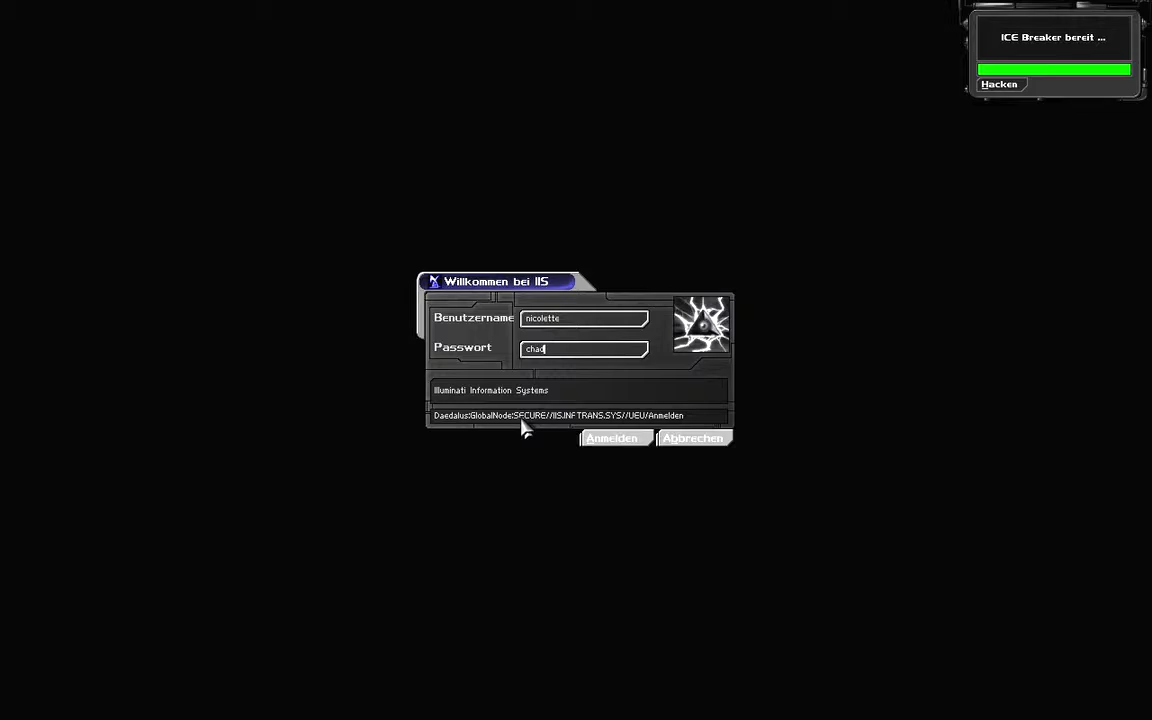 ICE Breaker bereit ...
Hacken
Willkommen bei IIS
Benutzername nicolette
Passwort chad
Illuminati Information Systems
Daedalus:GlobalNode:SECURE//IIS.INFTRANS.SYS//UEU/Anmelden
Anmelden Abbrechen